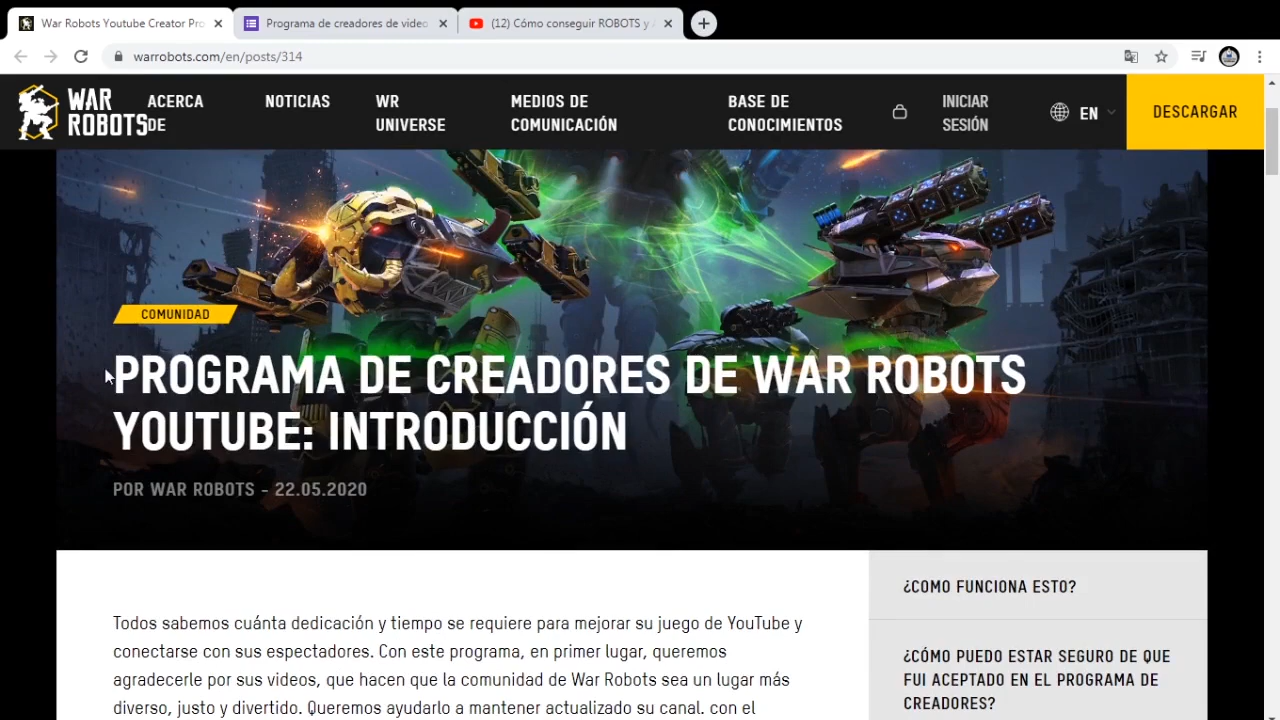 War Robots Youtube Creator Pro
Programa de creadores de video
(12) Cómo conseguir ROBOTS y
warrobots.com/en/posts/314
WAR
ROBOTS
ACERCA
DE
NOTICIAS
WR
UNIVERSE
MEDIOS DE
COMUNICACIÓN
BASE DE
CONOCIMIENTOS
INICIAR
SESIÓN
EN
DESCARGAR
COMUNIDAD
PROGRAMA DE CREADORES DE WAR ROBOTS
YOUTUBE: INTRODUCCIÓN
POR WAR ROBOTS - 22.05.2020
Todos sabemos cuánta dedicación y tiempo se requiere para mejorar su juego de YouTube y
conectarse con sus espectadores. Con este programa, en primer lugar, queremos
agradecerle por sus videos, que hacen que la comunidad de War Robots sea un lugar más
diverso, justo y divertido. Queremos ayudarlo a mantener actualizado su canal. con el
¿COMO FUNCIONA ESTO?
¿CÓMO PUEDO ESTAR SEGURO DE QUE
FUI ACEPTADO EN EL PROGRAMA DE
CREADORES?